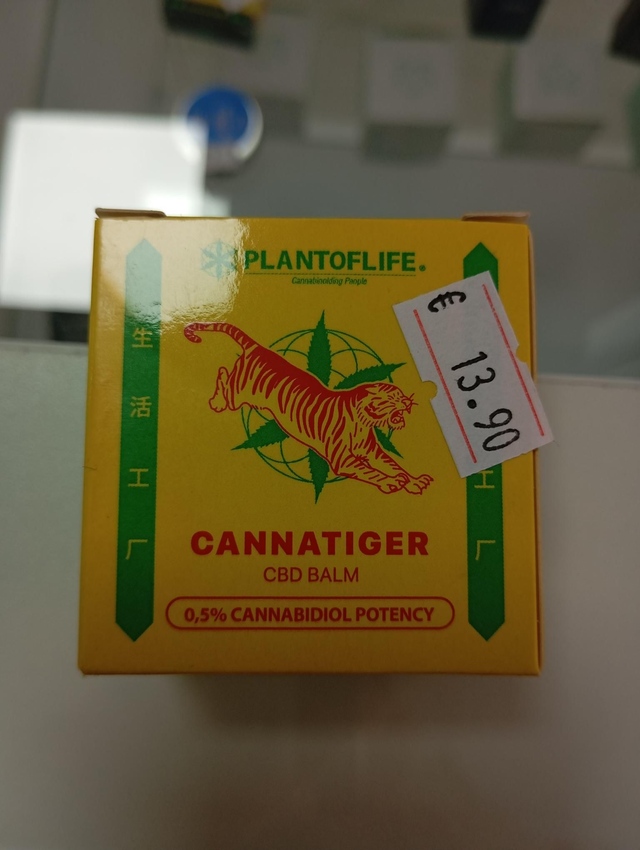 PLANTOFLIFE.
Cannabinoiding People
生
活
工
厂
€ 13.90
工
厂
CANNATIGER
CBD BALM
0,5% CANNABIDIOL POTENCY